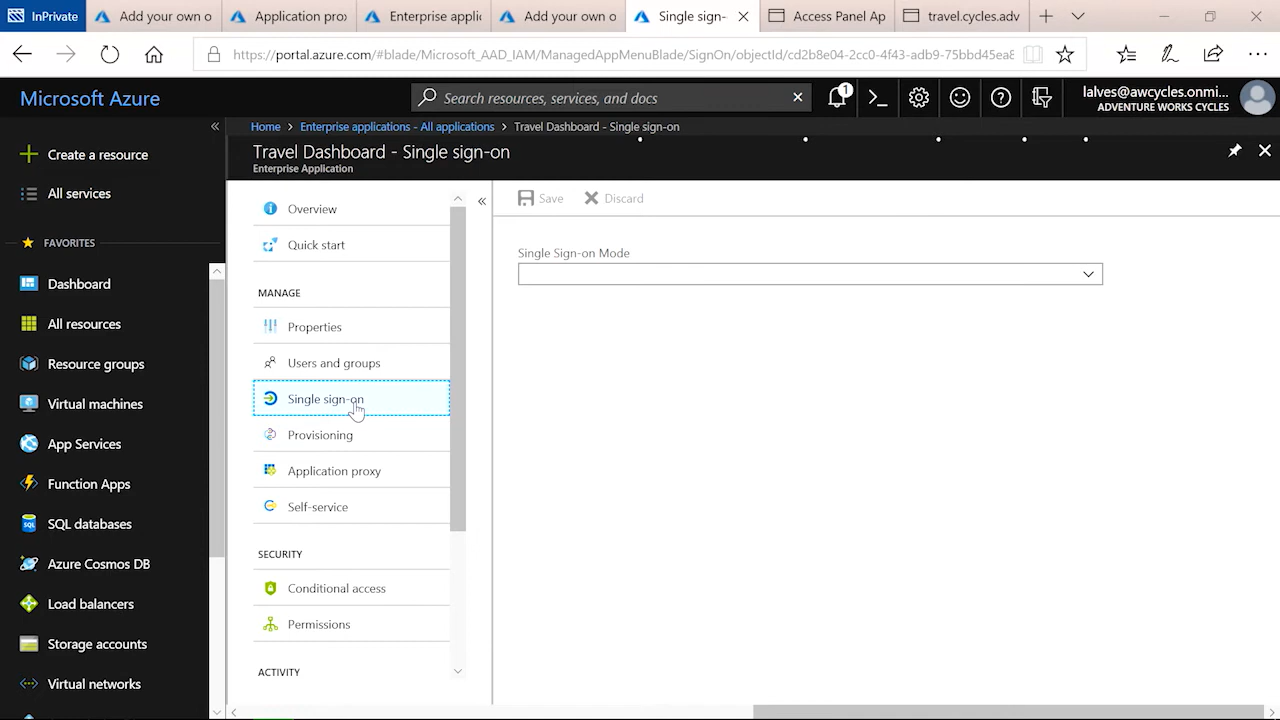 InPrivate
Add your own o
Application prox
Enterprise applic
Add your own o
Single sign-
Access Panel Ap
travel.cycles.adv
https://portal.azure.com/#blade/Microsoft_AAD_IAM/ManagedAppMenuBlade/SignOn/objectId/cd2b8e04-2cc0-4f43-adb9-75bbd45ea8
Microsoft Azure
Search resources, services, and docs
1
lalves@awcycles.onmi...
ADVENTURE WORKS CYCLES
Home > Enterprise applications - All applications > Travel Dashboard - Single sign-on
Travel Dashboard - Single sign-on
Enterprise Application
Create a resource
All services
FAVORITES
Dashboard
All resources
Resource groups
Virtual machines
App Services
Function Apps
SQL databases
Azure Cosmos DB
Load balancers
Storage accounts
Virtual networks
Overview
Quick start
MANAGE
Properties
Users and groups
Single sign-on
Provisioning
Application proxy
Self-service
SECURITY
Conditional access
Permissions
ACTIVITY
Save
Discard
Single Sign-on Mode